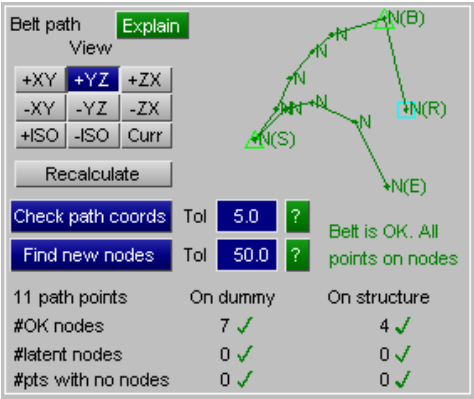 Belt path Explain
View
+XY +YZ +ZX
-XY -YZ -ZX
+ISO -ISO Curr
Recalculate
N(B)
N
N
N
N(R)
N N N
N
N(S)
N(E)
Check path coords Tol 5.0 ?
Find new nodes Tol 50.0 ?
Belt is OK. All
points on nodes
11 path points On dummy On structure
#OK nodes 7 ✓ 4 ✓
#latent nodes 0 ✓ 0 ✓
#pts with no nodes 0 ✓ 0 ✓